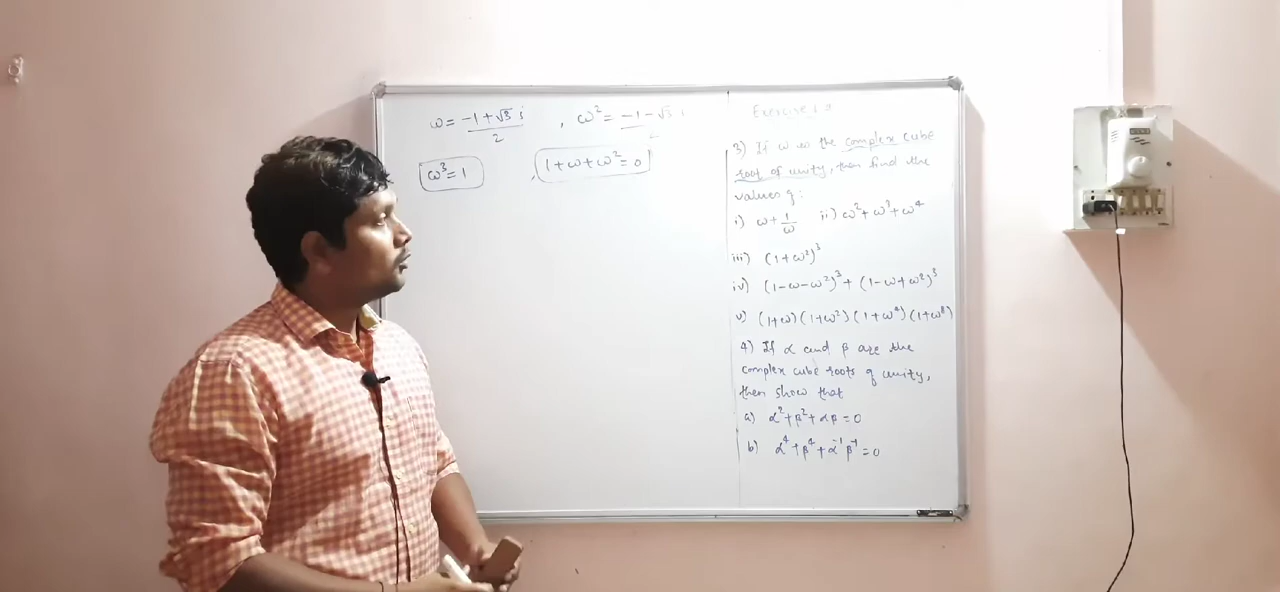 ω = -1 + √3 i / 2 , ω² = -1 - √3 i / 2
ω³ = 1 , 1 + ω + ω² = 0
3) If ω is the complex cube
root of unity, then find the
values of :
i) ω + 1/ω ii) ω² + ω³ + ω⁴
iii) (1+ω²)³
iv) (1-ω-ω²)³ + (1-ω+ω²)³
v) (1+ω) (1+ω²) (1+ω⁴) (1+ω⁸)
4) If α and β are the
complex cube roots of unity,
then show that
a) α² + β² + αβ = 0
b) α⁴ + β⁴ + α⁻¹ β⁻¹ = 0